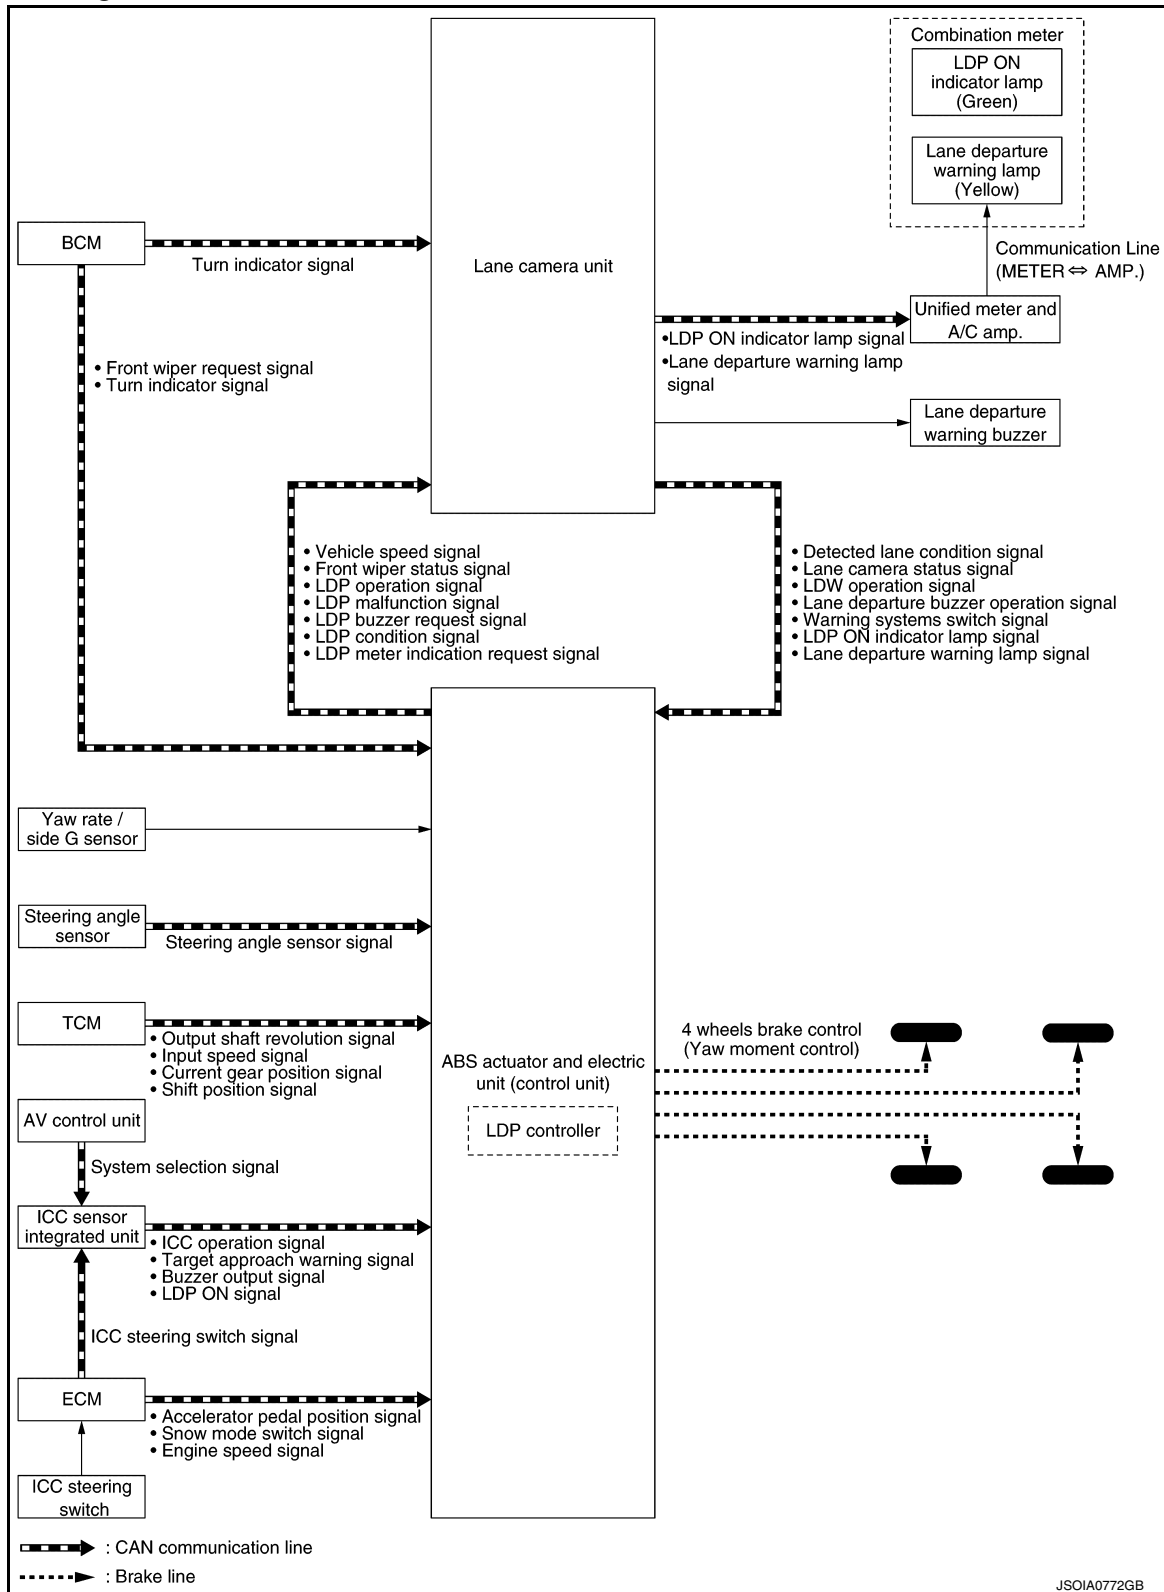 Combination meter
LDP ON
indicator lamp
(Green)
Lane departure
warning lamp
(Yellow)
BCM
Turn indicator signal
Lane camera unit
Communication Line
(METER ⇔ AMP.)
Unified meter and
A/C amp.
•LDP ON indicator lamp signal
•Lane departure warning lamp
signal
• Front wiper request signal
• Turn indicator signal
Lane departure
warning buzzer
• Vehicle speed signal
• Front wiper status signal
• LDP operation signal
• LDP malfunction signal
• LDP buzzer request signal
• LDP condition signal
• LDP meter indication request signal
• Detected lane condition signal
• Lane camera status signal
• LDW operation signal
• Lane departure buzzer operation signal
• Warning systems switch signal
• LDP ON indicator lamp signal
• Lane departure warning lamp signal
Yaw rate /
side G sensor
Steering angle
sensor
Steering angle sensor signal
TCM
• Output shaft revolution signal
• Input speed signal
• Current gear position signal
• Shift position signal
4 wheels brake control
(Yaw moment control)
ABS actuator and electric
unit (control unit)
LDP controller
AV control unit
System selection signal
ICC sensor
integrated unit
• ICC operation signal
• Target approach warning signal
• Buzzer output signal
• LDP ON signal
ICC steering switch signal
ECM
• Accelerator pedal position signal
• Snow mode switch signal
• Engine speed signal
ICC steering
switch
: CAN communication line
: Brake line
JSOIA0772GB